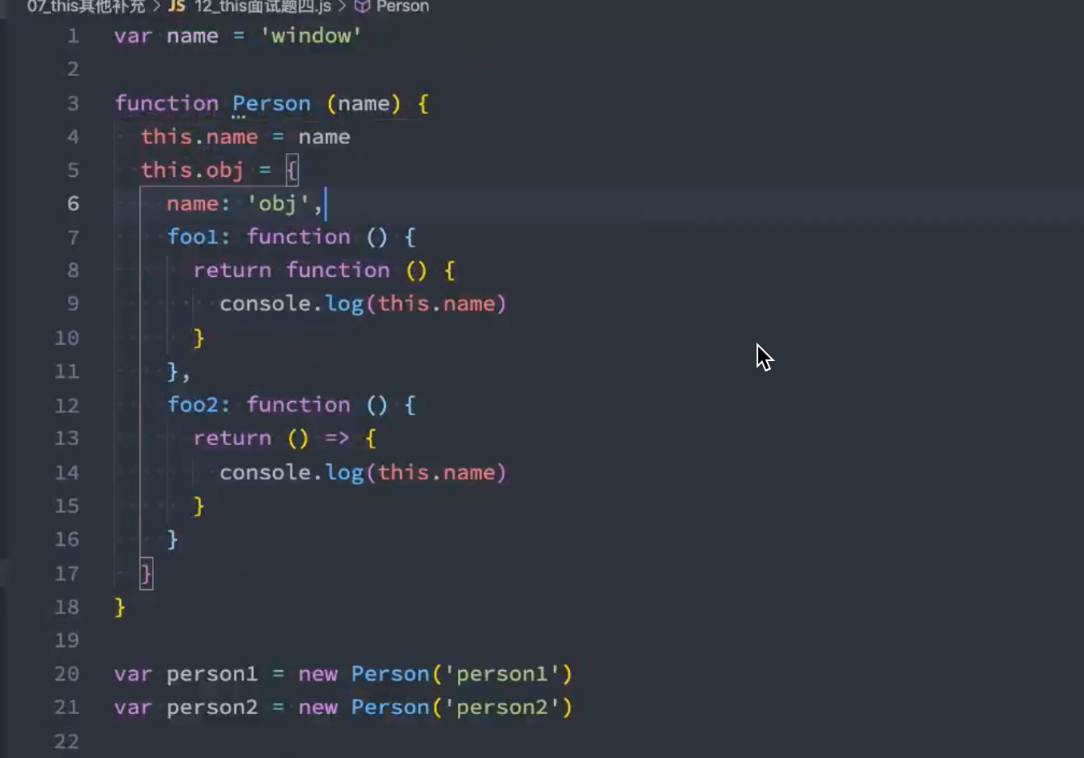 07_this其他补充 > JS 12_this面试题四.js > Person
1 var name = 'window'
2
3 function Person (name) {
4 this.name = name
5 this.obj = {
6 name: 'obj',
7 foo1: function () {
8 return function () {
9 console.log(this.name)
10 }
11 },
12 foo2: function () {
13 return () => {
14 console.log(this.name)
15 }
16 }
17 }
18 }
19
20 var person1 = new Person('person1')
21 var person2 = new Person('person2')
22